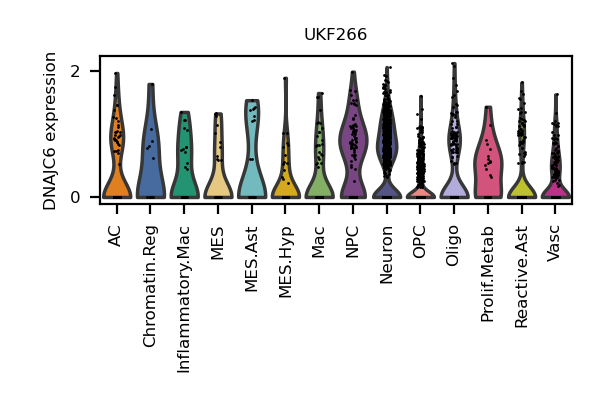 UKF266
DNAJC6 expression
2
0
AC
Chromatin.Reg
Inflammatory.Mac
MES
MES.Ast
MES.Hyp
Mac
NPC
Neuron
OPC
Oligo
Prolif.Metab
Reactive.Ast
Vasc